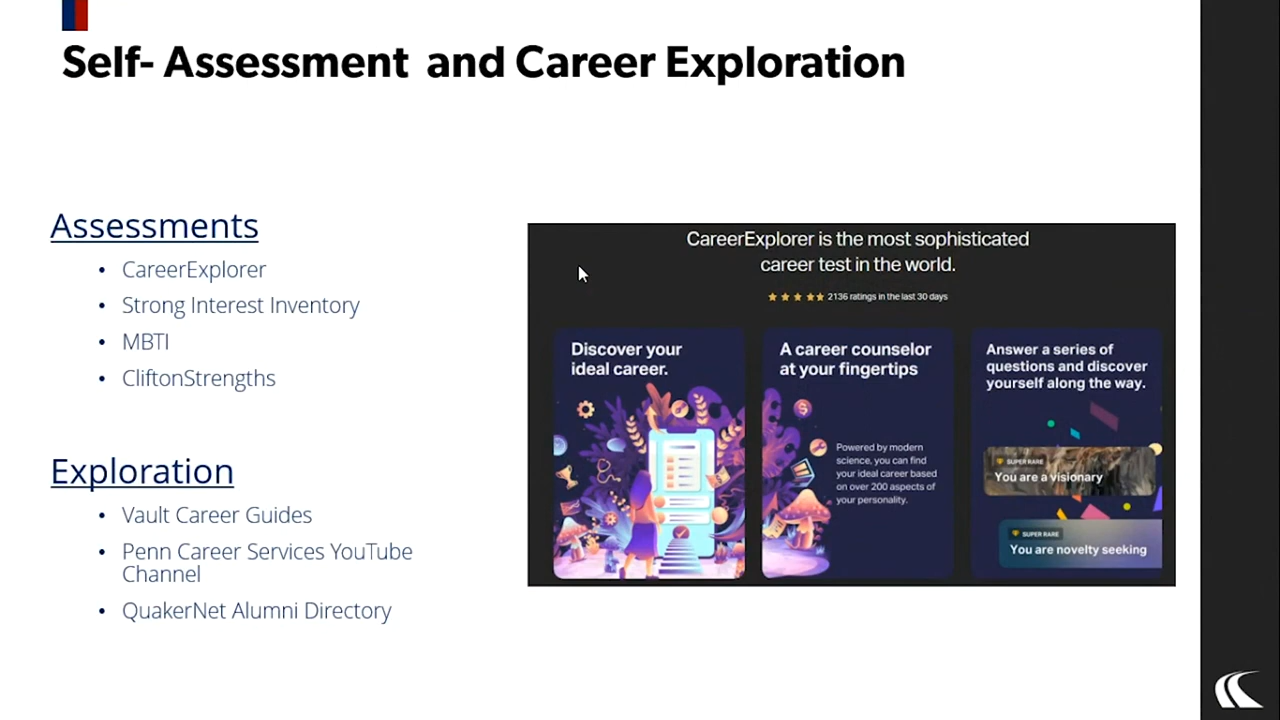 Self- Assessment and Career Exploration
Assessments
• CareerExplorer
• Strong Interest Inventory
• MBTI
• CliftonStrengths
Exploration
• Vault Career Guides
• Penn Career Services YouTube
Channel
• QuakerNet Alumni Directory
CareerExplorer is the most sophisticated
career test in the world.
2136 ratings in the last 30 days
Discover your
ideal career.
A career counselor
at your fingertips
Powered by modern
science, you can find
your ideal career based
on over 200 aspects of
your personality.
Answer a series of
questions and discover
yourself along the way.
SUPER RARE
You are a visionary
SUPER RARE
You are novelty seeking